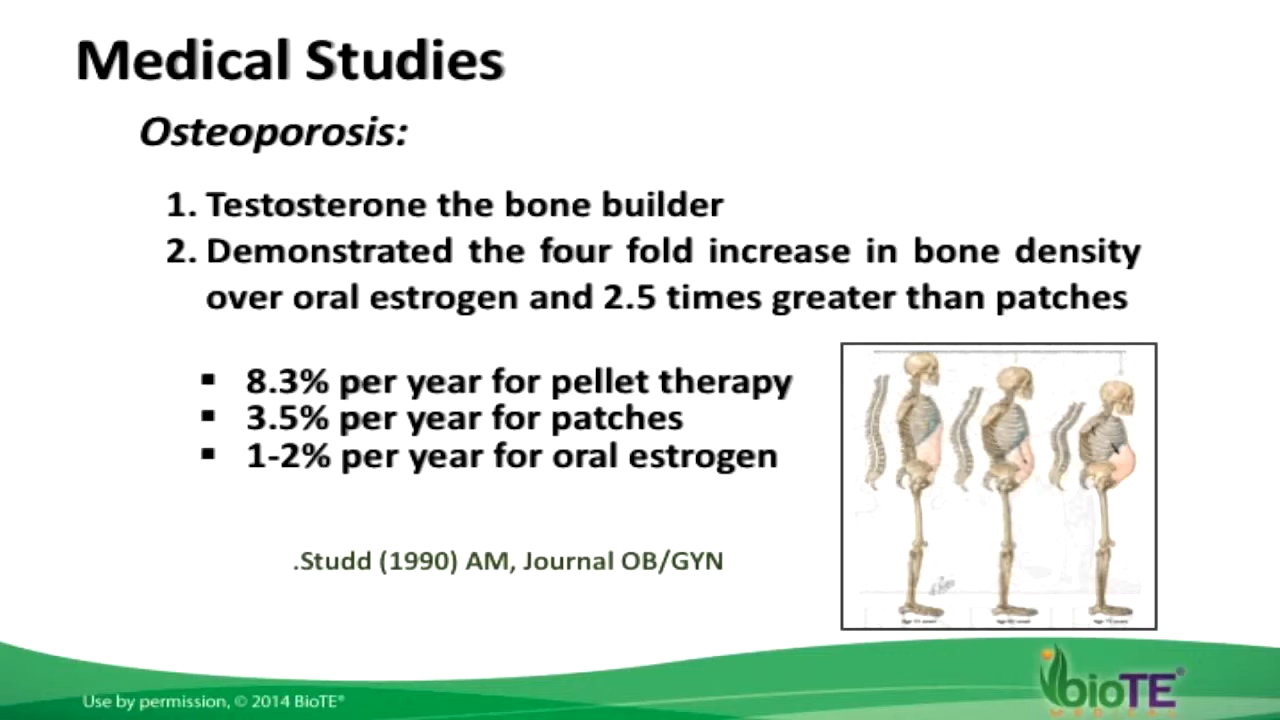 Medical Studies
Osteoporosis:
1. Testosterone the bone builder
2. Demonstrated the four fold increase in bone density
over oral estrogen and 2.5 times greater than patches
▪ 8.3% per year for pellet therapy
▪ 3.5% per year for patches
▪ 1-2% per year for oral estrogen
.Studd (1990) AM, Journal OB/GYN
Use by permission, © 2014 BioTE®
bioTE®
MEDICAL